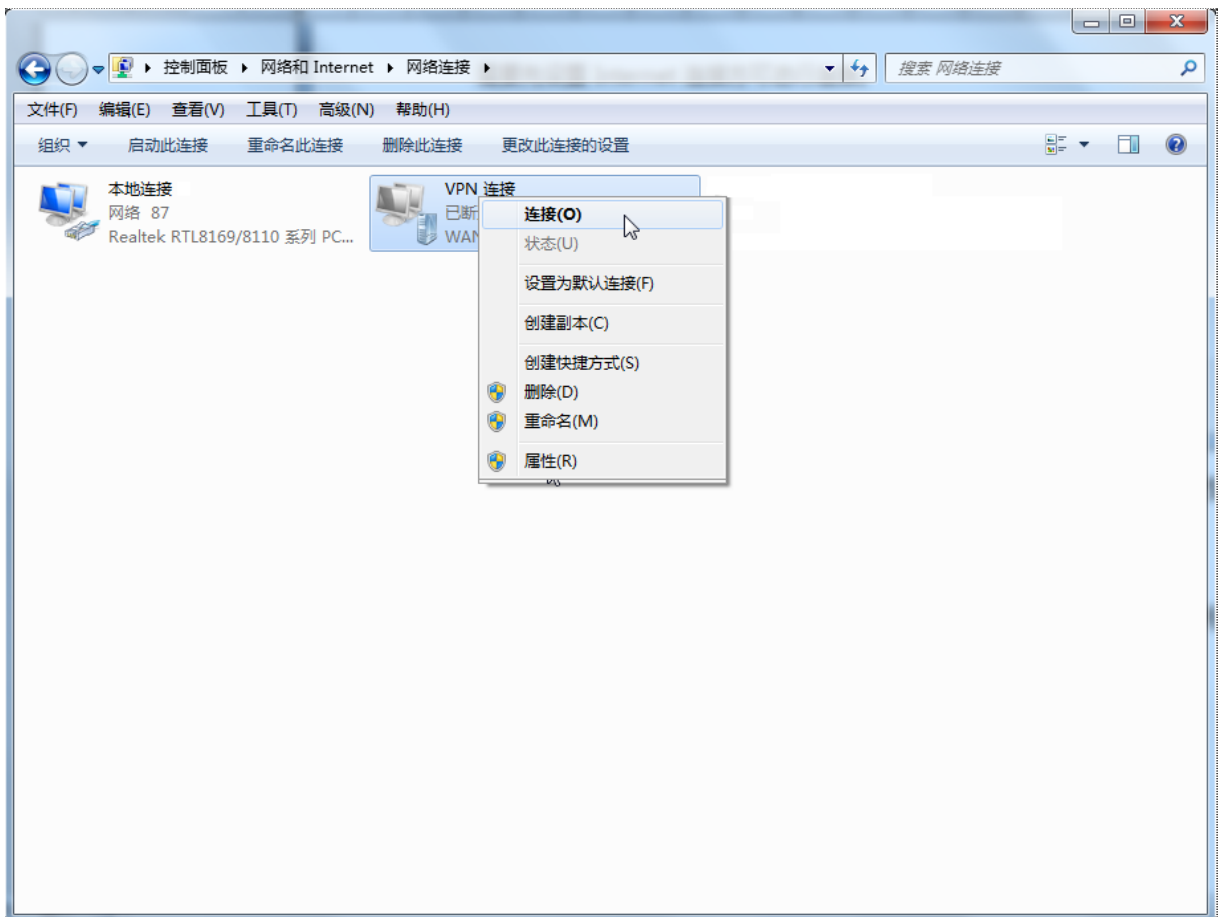 控制面板 网络和 Internet 网络连接 搜索 网络连接
文件(F) 编辑(E) 查看(V) 工具(T) 高级(N) 帮助(H)
组织 启动此连接 重命名此连接 删除此连接 更改此连接的设置
本地连接
网络 87
Realtek RTL8169/8110 系列 PC...
VPN 连接
已断
WAN
连接(O)
状态(U)
设置为默认连接(F)
创建副本(C)
创建快捷方式(S)
删除(D)
重命名(M)
属性(R)